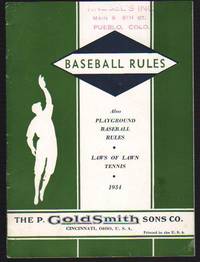 MAIN & 8TH ST.
PUEBLO, COLO.
BASEBALL RULES
Also
PLAYGROUND
BASEBALL
RULES
LAWS OF LAWN
TENNIS
1934
THE P. GoldSmith SONS CO.
CINCINNATI, OHIO, U. S. A.
Printed in the U. S. A.